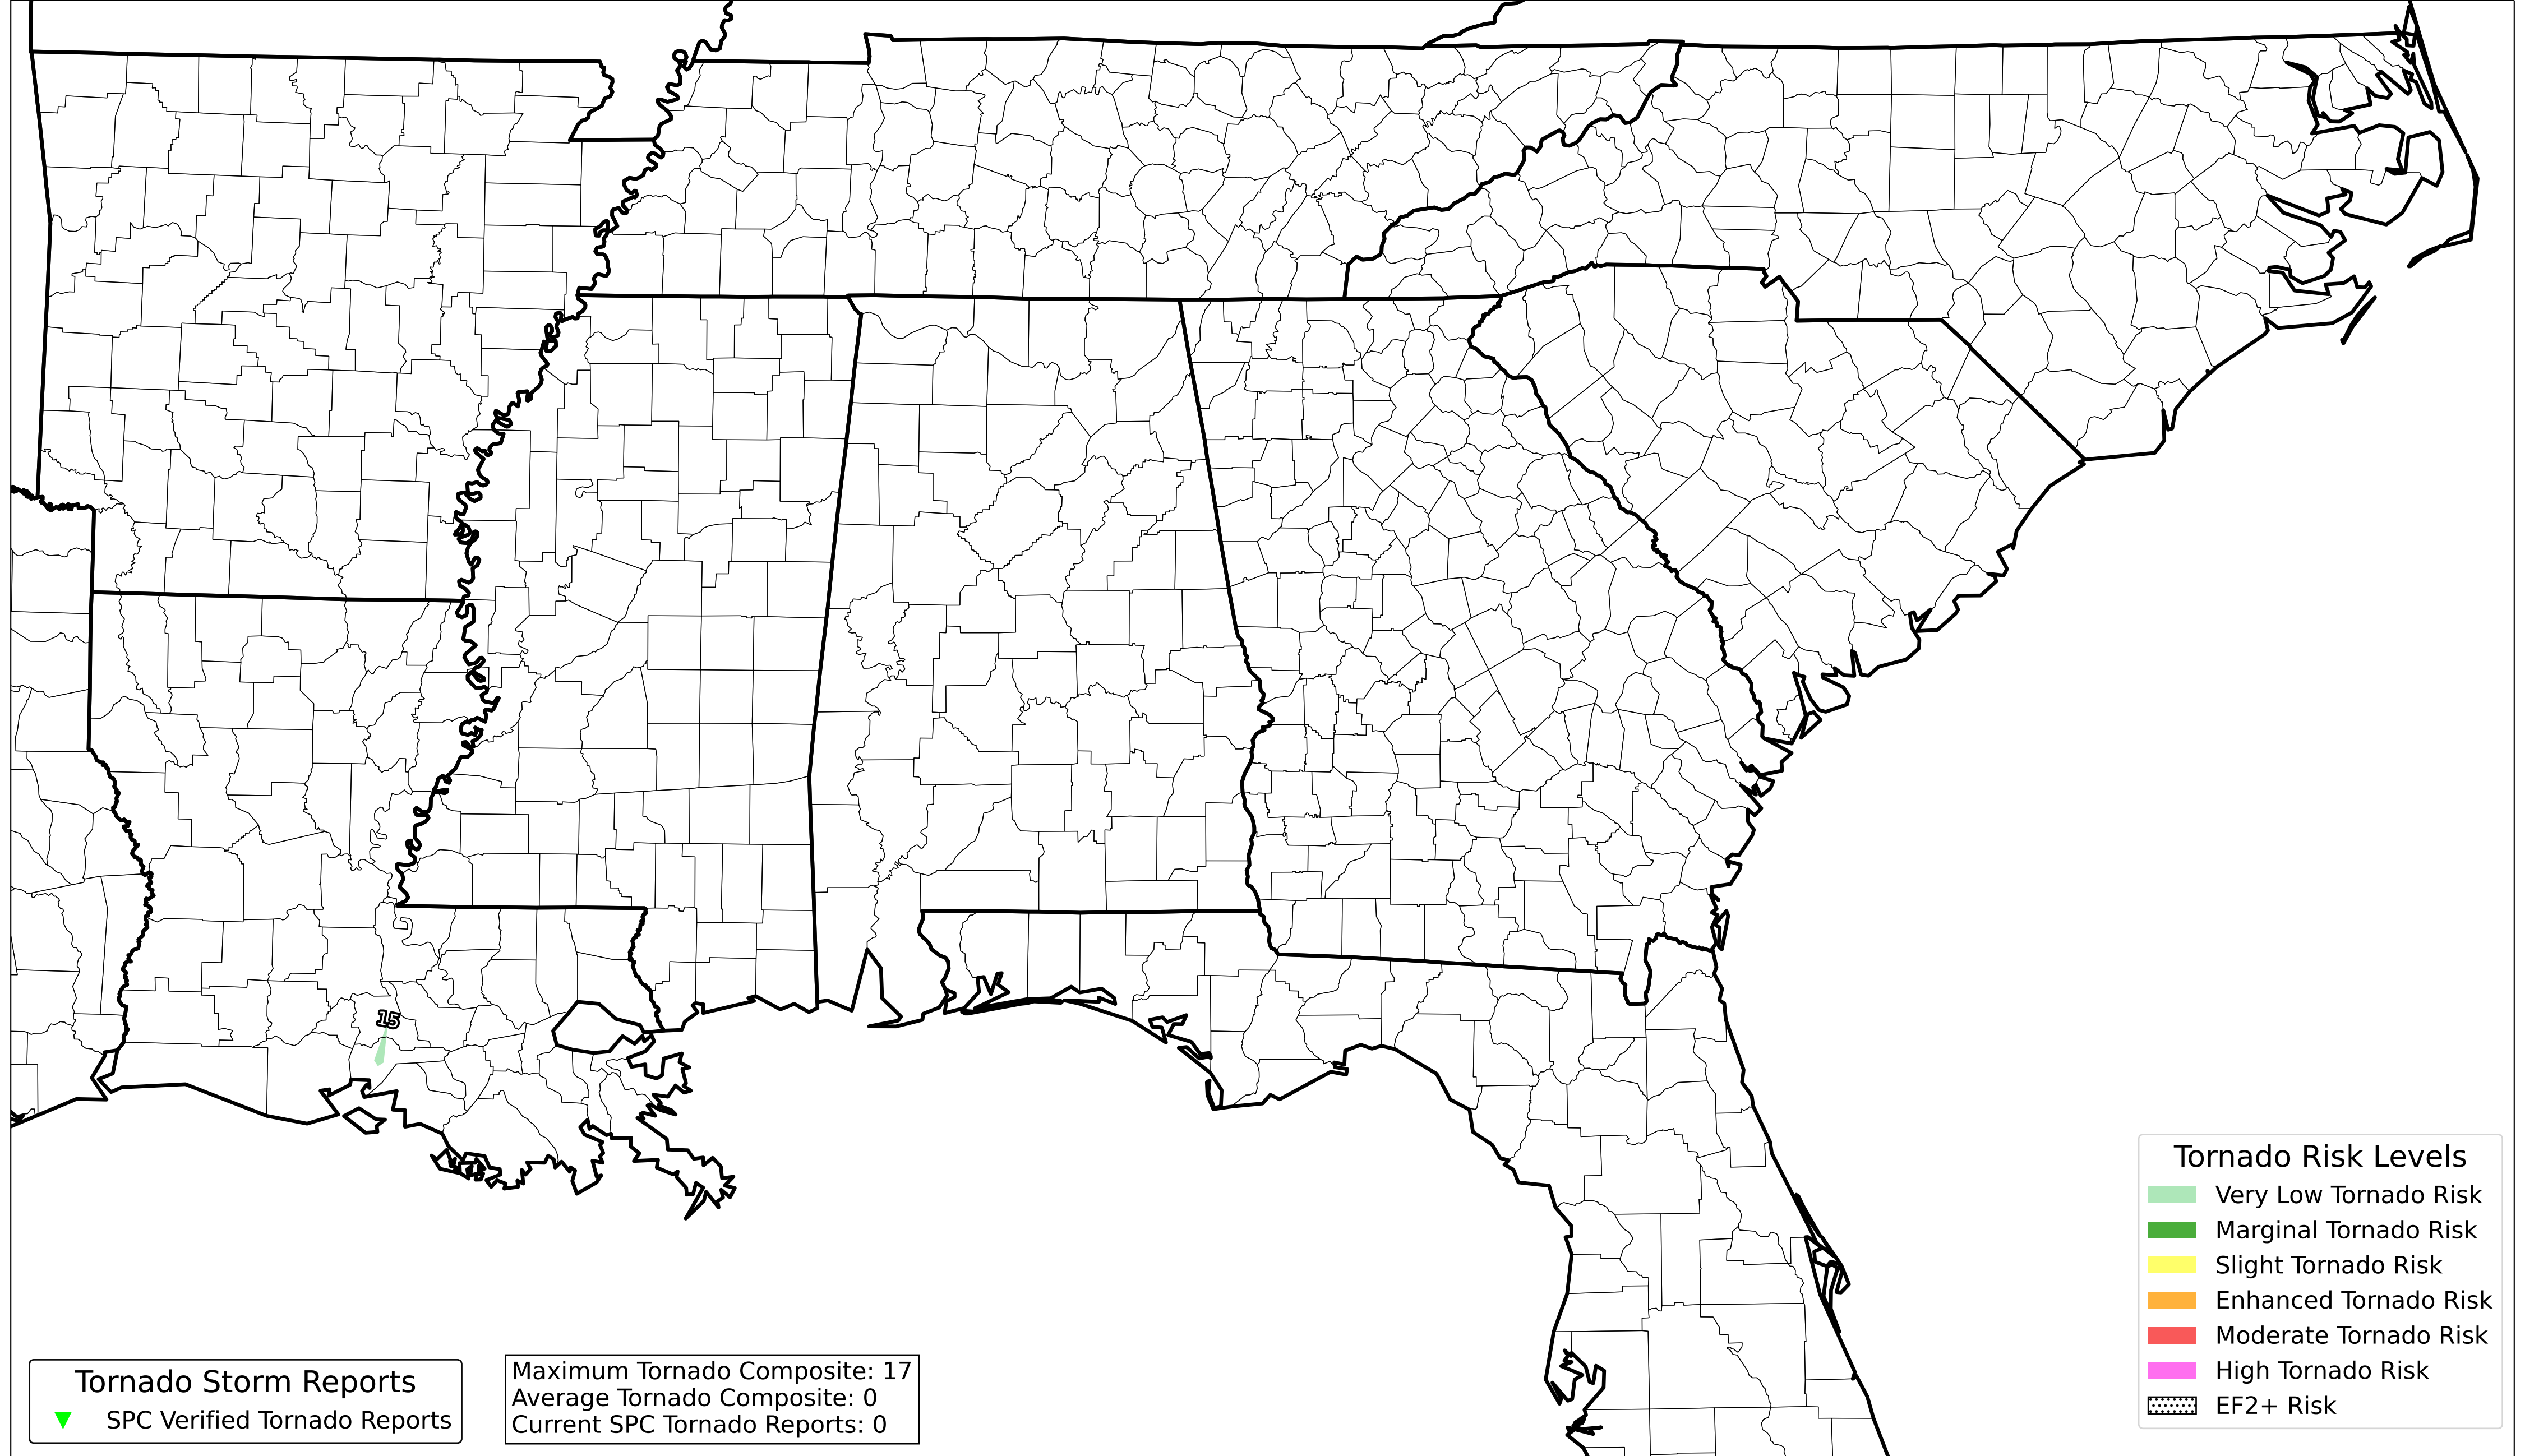 15
Tornado Risk Levels
Very Low Tornado Risk
Marginal Tornado Risk
Slight Tornado Risk
Enhanced Tornado Risk
Moderate Tornado Risk
High Tornado Risk
EF2+ Risk
Tornado Storm Reports
SPC Verified Tornado Reports
Maximum Tornado Composite: 17
Average Tornado Composite: 0
Current SPC Tornado Reports: 0